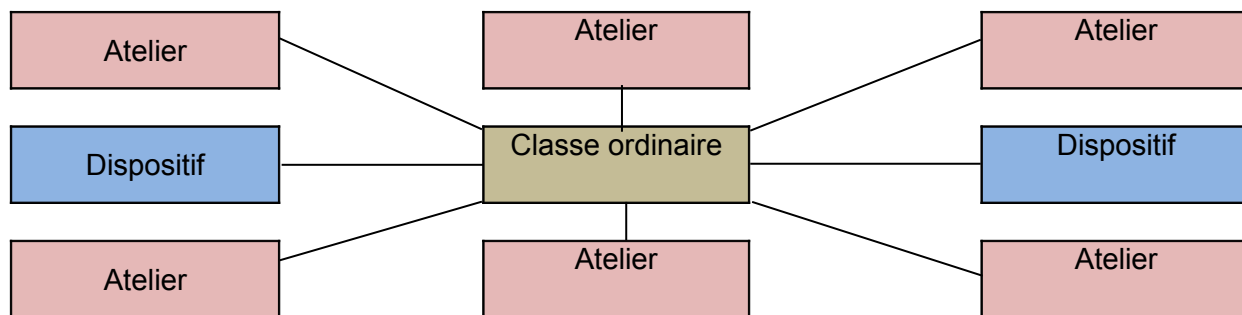 Atelier
Atelier
Atelier
Dispositif
Classe ordinaire
Dispositif
Atelier
Atelier
Atelier